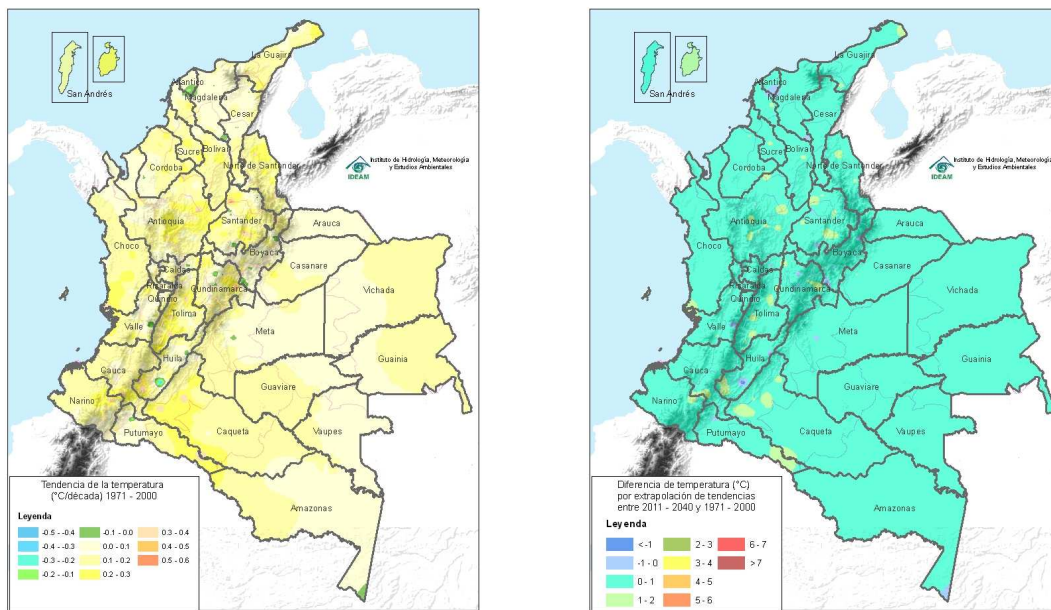 La Guajira
Atlantico
Magdalena
Cesar
San Andrés
Sucre
Bolivar
Norte de Santander
Cordoba
Instituto de Hidrología, Meteorología
y Estudios Ambientales
IDEAM
Antioquia
Santander
Arauca
Choco
Boyaca
Caldas
Casanare
Risaralda
Cundinamarca
Vichada
Quindio
Tolima
Valle
Meta
Huila
Guainia
Cauca
Guaviare
Narino
Vaupes
Putumayo
Caqueta
Amazonas
Tendencia de la temperatura
(°C/década) 1971 - 2000
Leyenda
-0.5 - -0.4
-0.4 - -0.3
-0.3 - -0.2
-0.2 - -0.1
-0.1 - 0.0
0.0 - 0.1
0.1 - 0.2
0.2 - 0.3
0.3 - 0.4
0.4 - 0.5
0.5 - 0.6
La Guajira
Atlantico
Magdalena
Cesar
San Andrés
Sucre
Bolivar
Norte de Santander
Cordoba
Instituto de Hidrología, Meteorología
y Estudios Ambientales
IDEAM
Antioquia
Santander
Arauca
Choco
Boyaca
Caldas
Casanare
Risaralda
Cundinamarca
Vichada
Quindio
Tolima
Valle
Meta
Huila
Guainia
Cauca
Guaviare
Narino
Vaupes
Putumayo
Caqueta
Amazonas
Diferencia de temperatura (°C)
por extrapolación de tendencias
entre 2011 - 2040 y 1971 - 2000
Leyenda
< -1
-1 - 0
0 - 1
1 - 2
2 - 3
3 - 4
4 - 5
5 - 6
6 - 7
>7